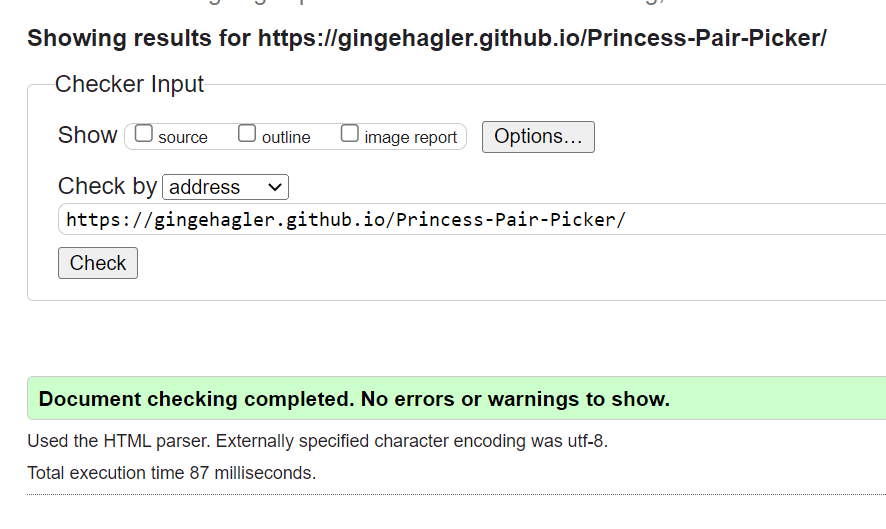 Showing results for https://gingehagler.github.io/Princess-Pair-Picker/
Checker Input
Show source outline image report Options...
Check by address
https://gingehagler.github.io/Princess-Pair-Picker/
Check
Document checking completed. No errors or warnings to show.
Used the HTML parser. Externally specified character encoding was utf-8.
Total execution time 87 milliseconds.